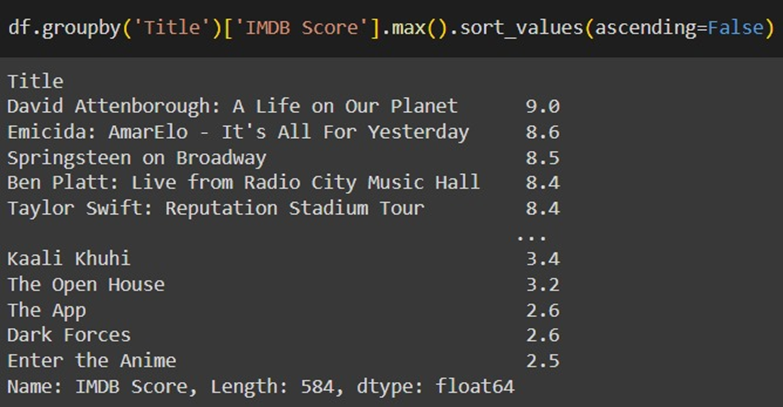 df.groupby('Title')['IMDB Score'].max().sort_values(ascending=False)
Title
David Attenborough: A Life on Our Planet 9.0
Emicida: AmarElo - It's All For Yesterday 8.6
Springsteen on Broadway 8.5
Ben Platt: Live from Radio City Music Hall 8.4
Taylor Swift: Reputation Stadium Tour 8.4
...
Kaali Khuhi 3.4
The Open House 3.2
The App 2.6
Dark Forces 2.6
Enter the Anime 2.5
Name: IMDB Score, Length: 584, dtype: float64